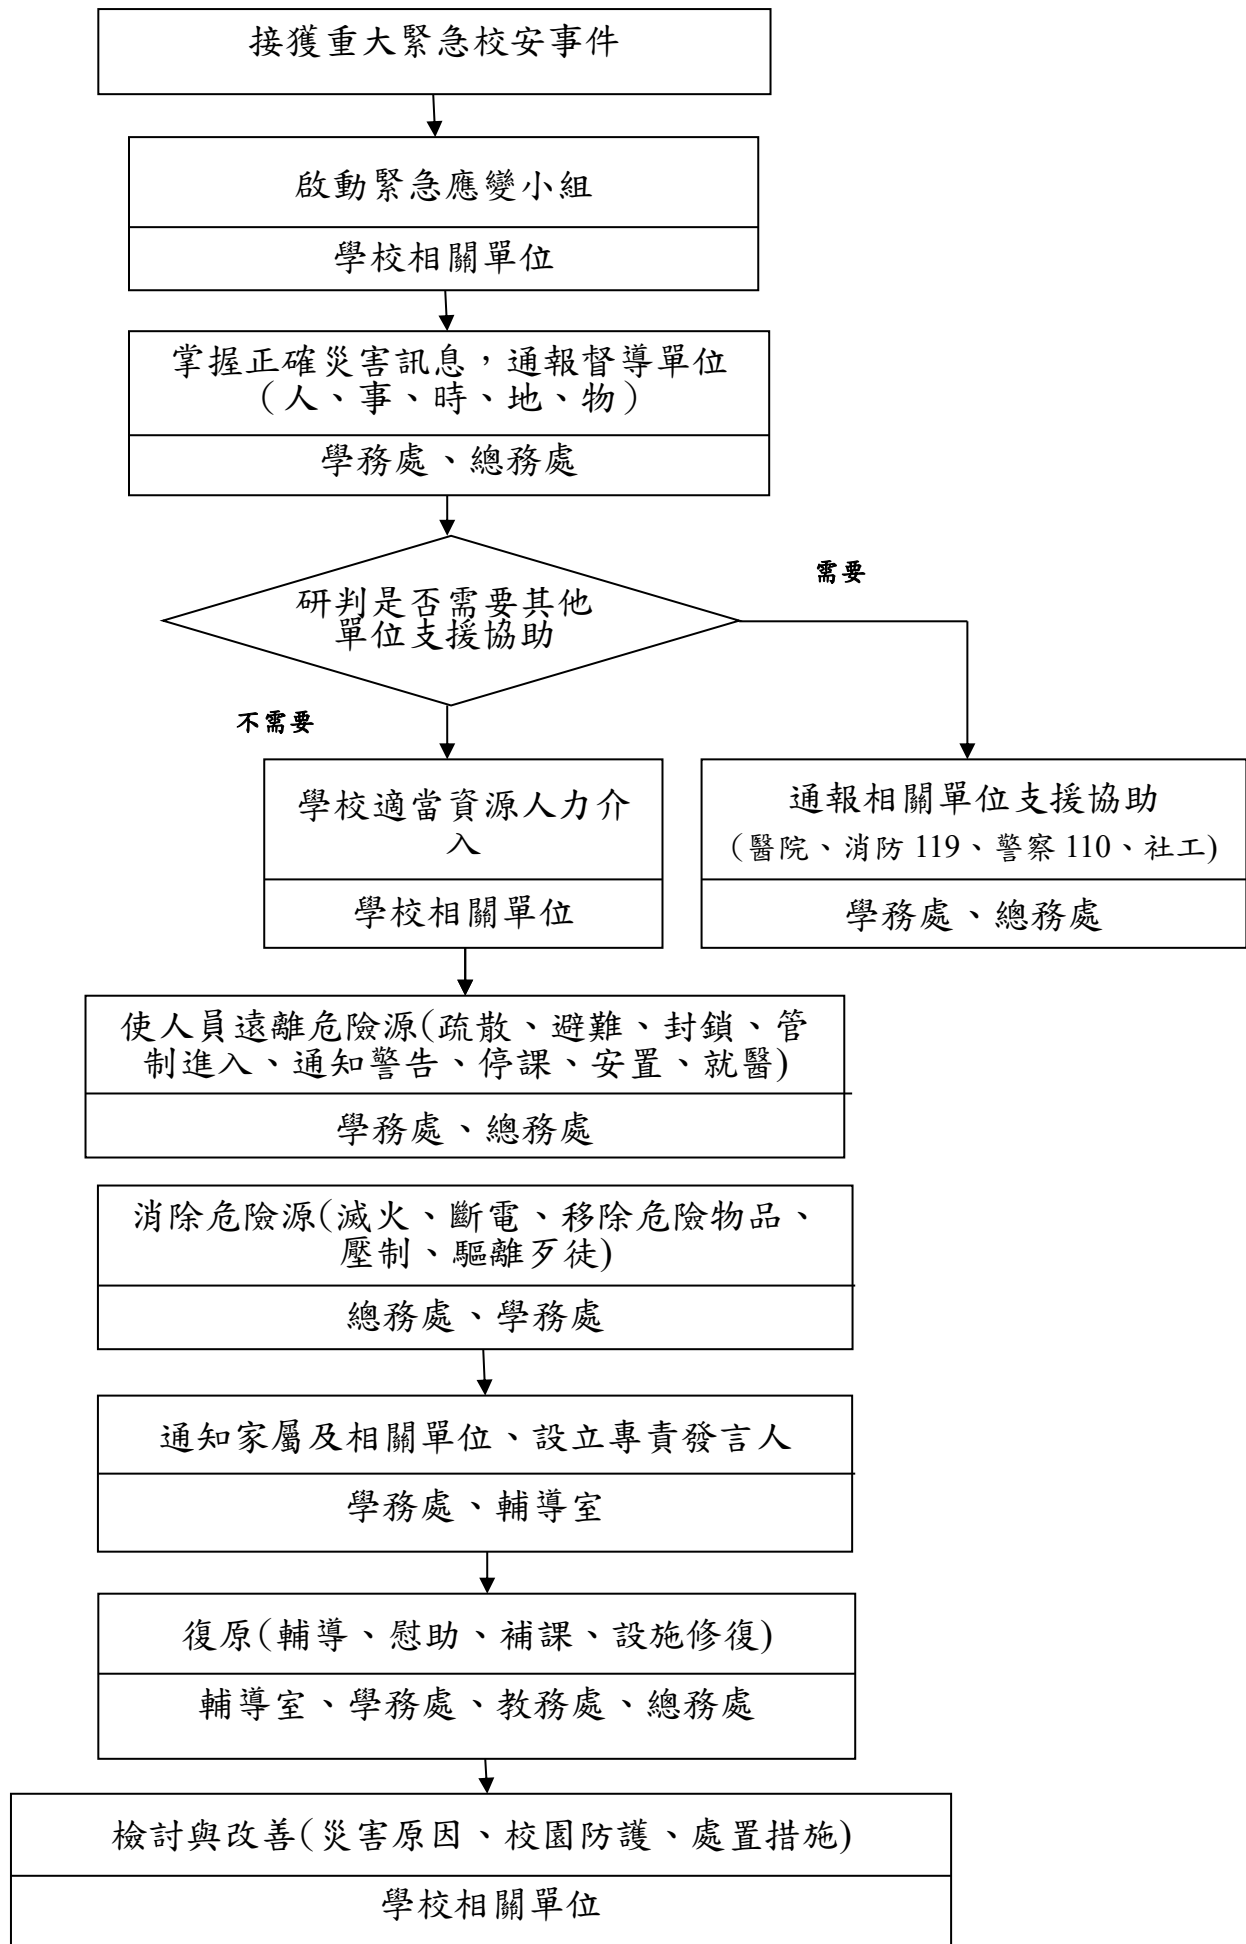 接獲重大緊急校安事件
啟動緊急應變小組
學校相關單位
掌握正確災害訊息，通報督導單位
（人、事、時、地、物）
學務處、總務處
研判是否需要其他
單位支援協助
需要
不需要
學校適當資源人力介
入
學校相關單位
通報相關單位支援協助
（醫院、消防 119、警察 110、社工)
學務處、總務處
使人員遠離危險源(疏散、避難、封鎖、管
制進入、通知警告、停課、安置、就醫)
學務處、總務處
消除危險源(滅火、斷電、移除危險物品、
壓制、驅離歹徒)
總務處、學務處
通知家屬及相關單位、設立專責發言人
學務處、輔導室
復原(輔導、慰助、補課、設施修復)
輔導室、學務處、教務處、總務處
檢討與改善(災害原因、校園防護、處置措施)
學校相關單位